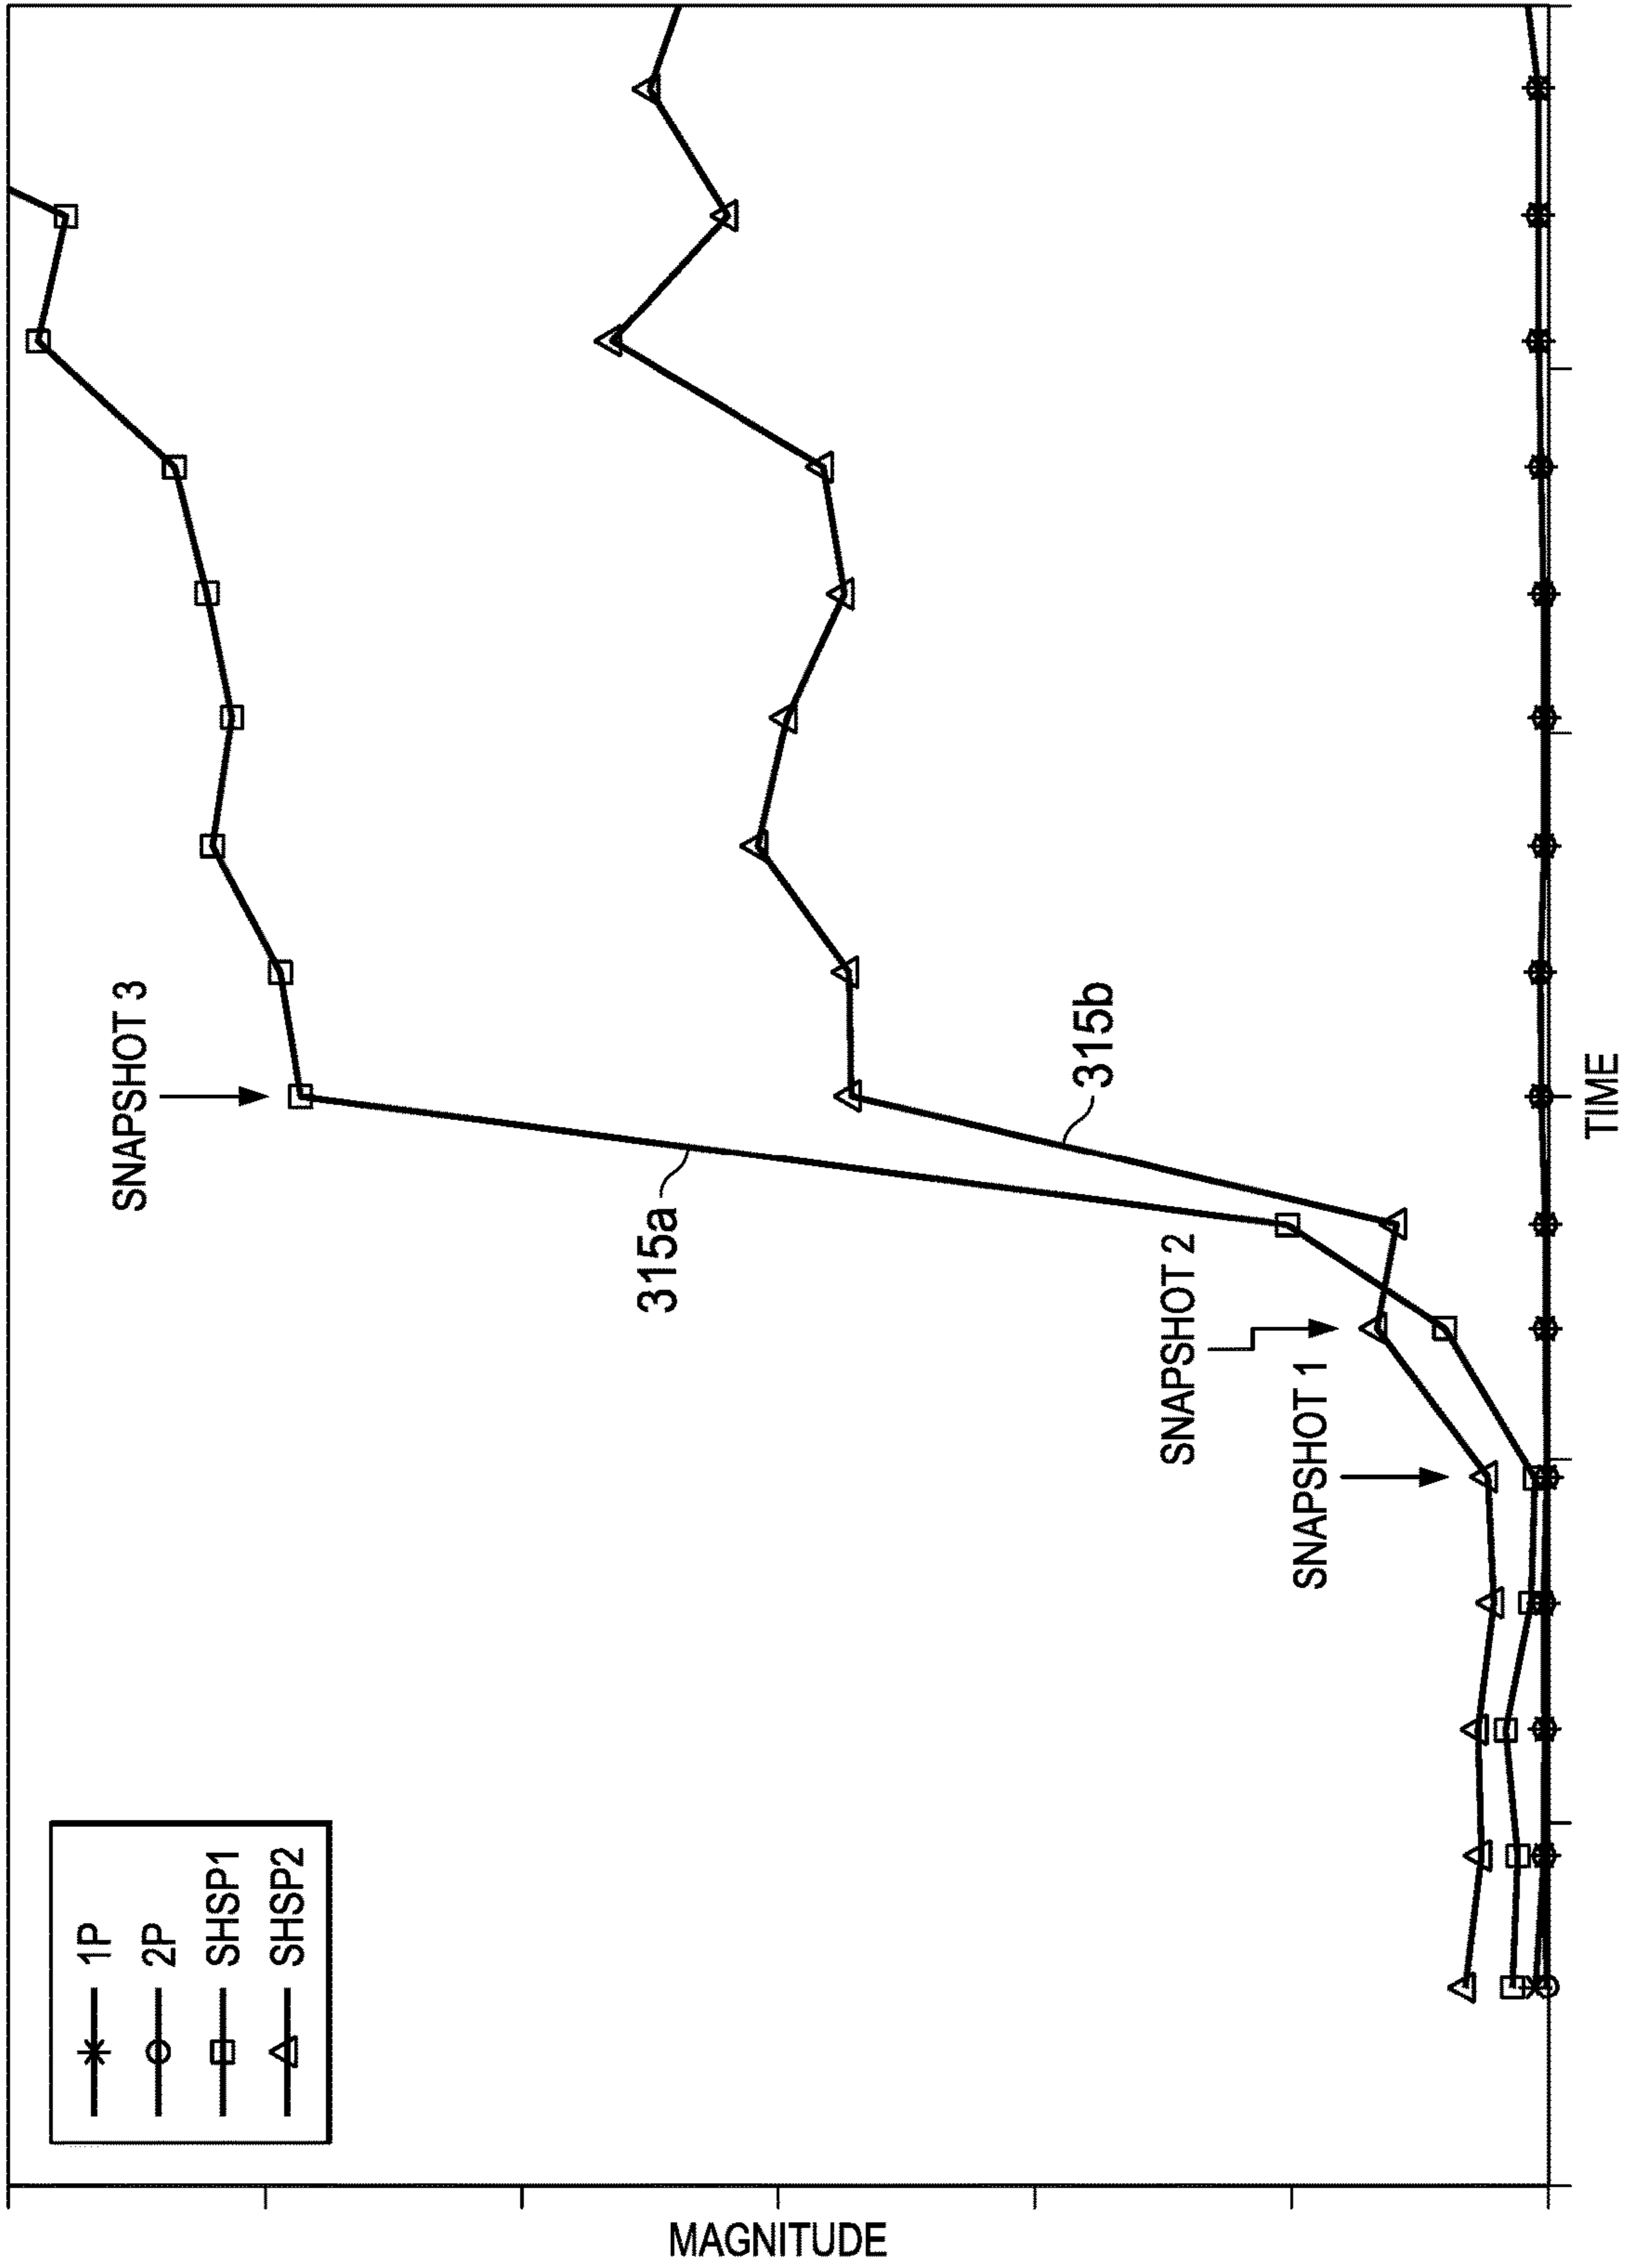 1P
2P
SHSP1
SHSP2
SNAPSHOT 1
SNAPSHOT 2
SNAPSHOT 3
315a
315b
MAGNITUDE
TIME